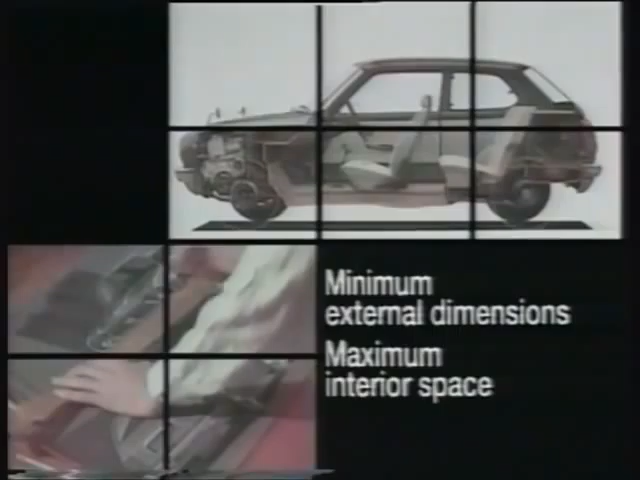 Minimum
external dimensions
Maximum
interior space